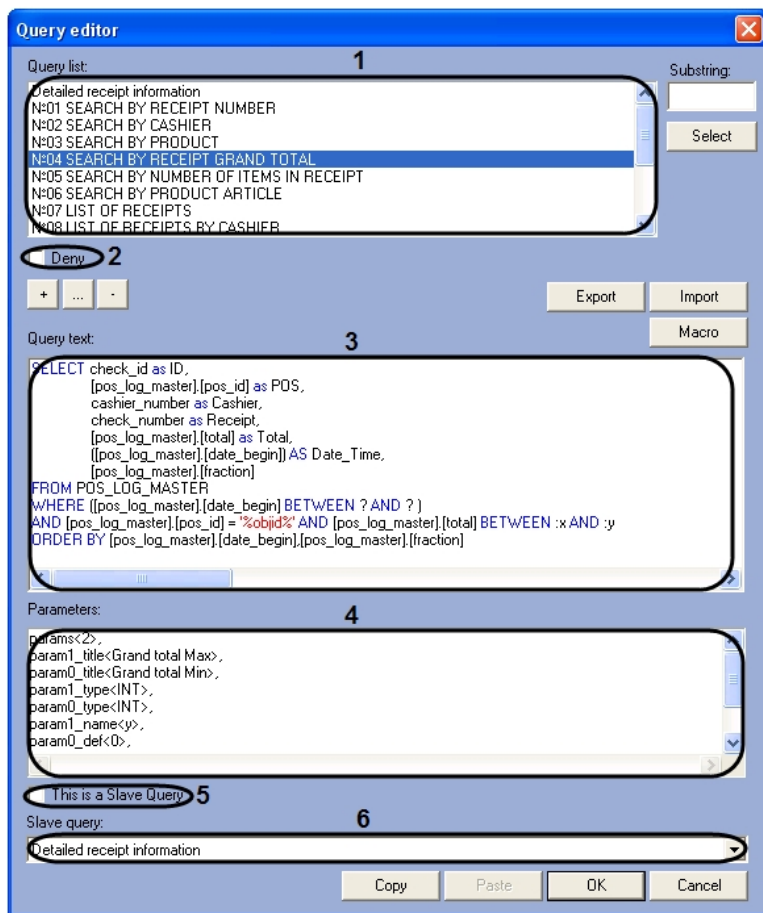 Query editor
1
Query list:
Substring:
Detailed receipt information
№01 SEARCH BY RECEIPT NUMBER
№02 SEARCH BY CASHIER
№03 SEARCH BY PRODUCT
Select
№04 SEARCH BY RECEIPT GRAND TOTAL
№05 SEARCH BY NUMBER OF ITEMS IN RECEIPT
№06 SEARCH BY PRODUCT ARTICLE
№07 LIST OF RECEIPTS
№08 LIST OF RECEIPTS BY CASHIER
Deny 2
+ ... - Export Import
Macro
Query text:
3
SELECT check_id as ID,
[pos_log_master].[pos_id] as POS,
cashier_number as Cashier,
check_number as Receipt,
[pos_log_master].[total] as Total,
([pos_log_master].[date_begin]) AS Date_Time,
[pos_log_master].[fraction]
FROM POS_LOG_MASTER
WHERE ([pos_log_master].[date_begin] BETWEEN ? AND ? )
AND [pos_log_master].[pos_id] = '%objid%' AND [pos_log_master].[total] BETWEEN :x AND :y
ORDER BY [pos_log_master].[date_begin],[pos_log_master].[fraction]
Parameters:
4
params<2>,
param1_title<Grand total Max>,
param0_title<Grand total Min>,
param1_type<INT>,
param0_type<INT>,
param1_name<y>,
param0_def<0>,
This is a Slave Query 5
Slave query:
6
Detailed receipt information
Copy Paste OK Cancel